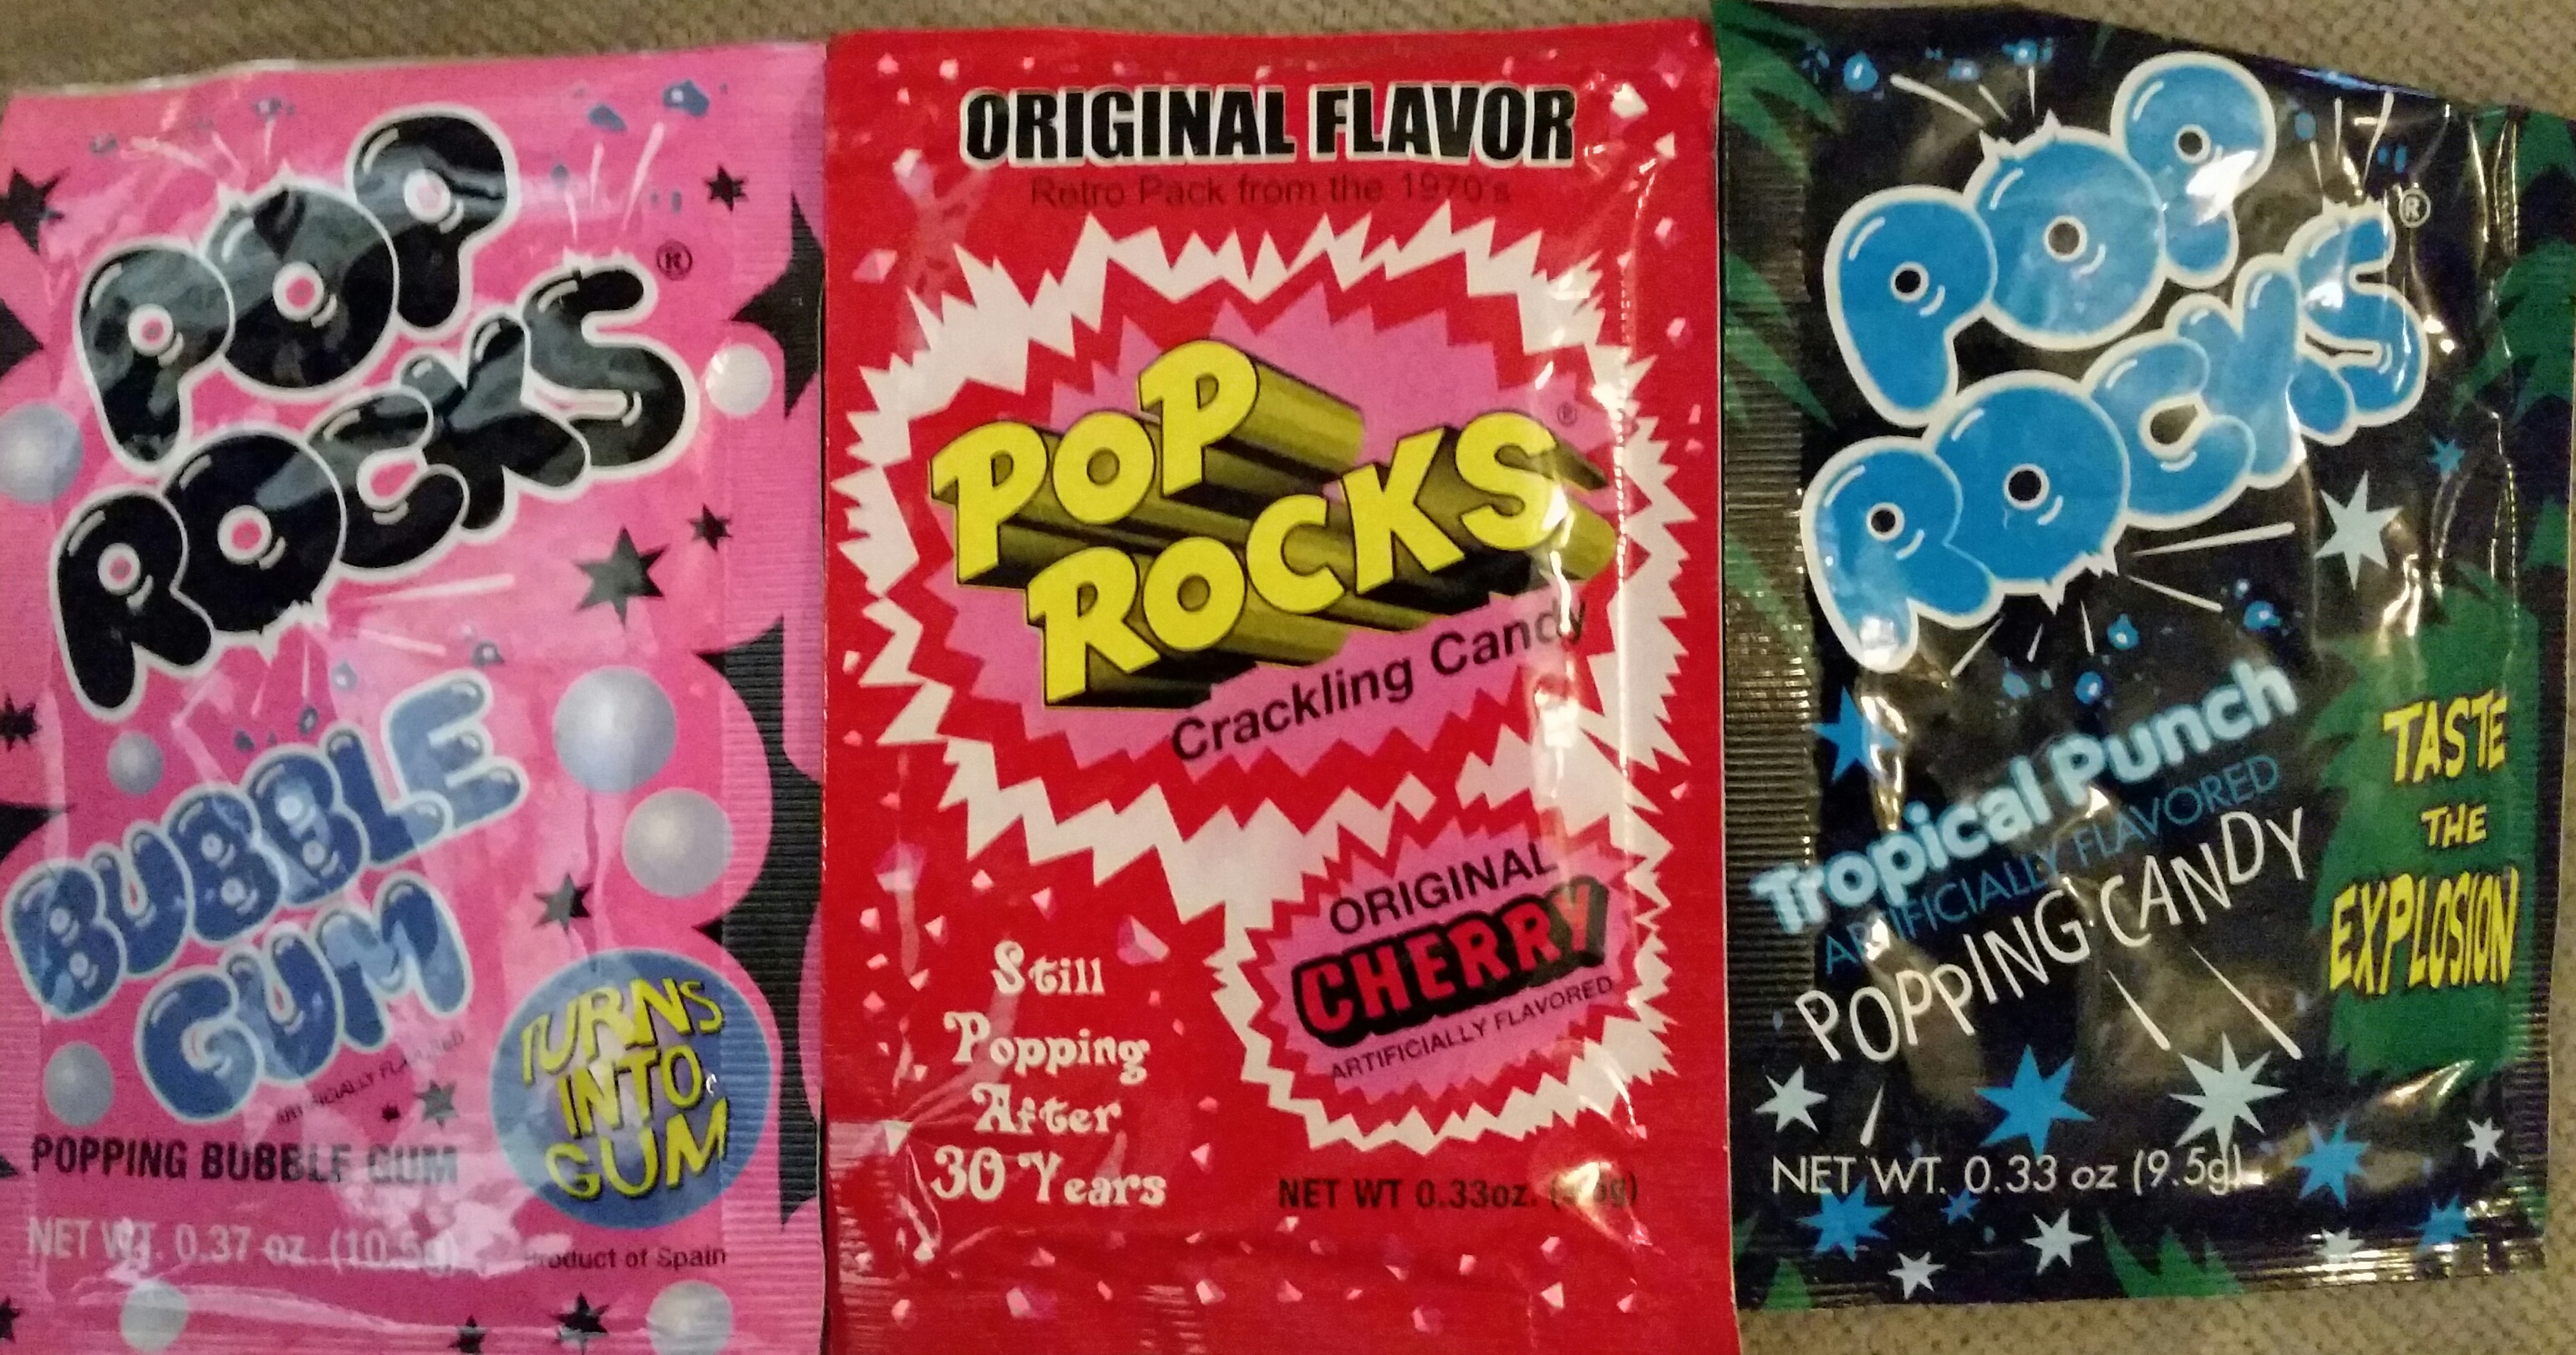 POP
ROCKS®
BUBBLE
GUM
ARTIFICIALLY FLAVORED
POPPING BUBBLE GUM
TURNS
INTO
GUM
NET WT. 0.37 oz. (10.5g)
Product of Spain
ORIGINAL FLAVOR
Retro Pack from the 1970's
POP
ROCKS®
Crackling Candy
ORIGINAL
CHERRY
ARTIFICIALLY FLAVORED
Still
Popping
After
30 Years
NET WT 0.33oz.
POP
ROCKS®
Tropical Punch
ARTIFICIALLY FLAVORED
POPPING CANDY
TASTE
THE
EXPLOSION
NET WT. 0.33 oz (9.5g)